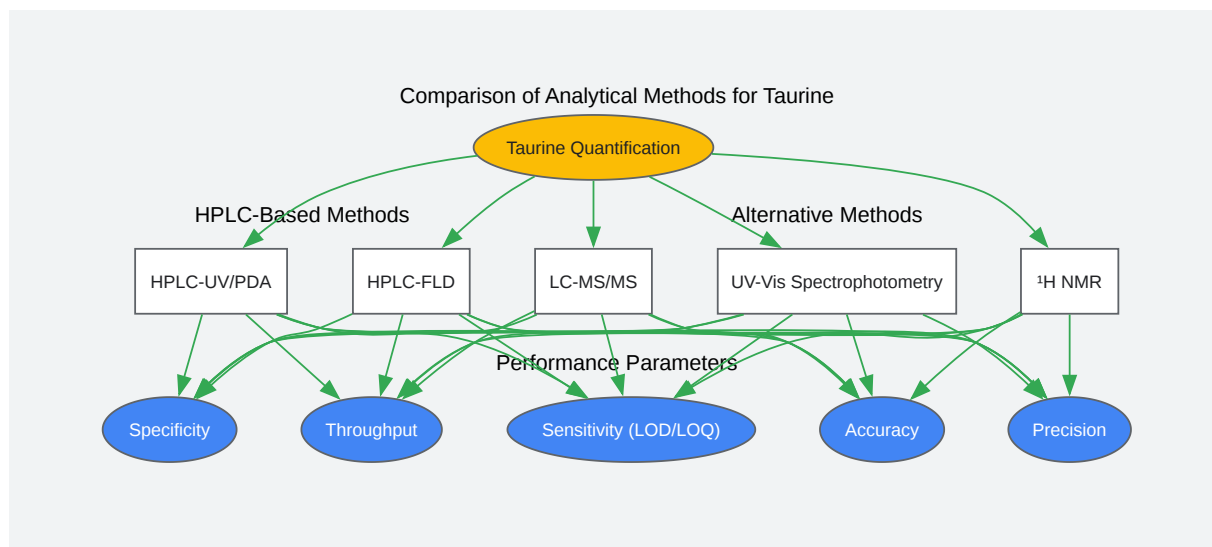 Comparison of Analytical Methods for Taurine
Taurine Quantification
HPLC-Based Methods
Alternative Methods
HPLC-UV/PDA
HPLC-FLD
LC-MS/MS
UV-Vis Spectrophotometry
¹H NMR
Performance Parameters
Specificity
Throughput
Sensitivity (LOD/LOQ)
Accuracy
Precision